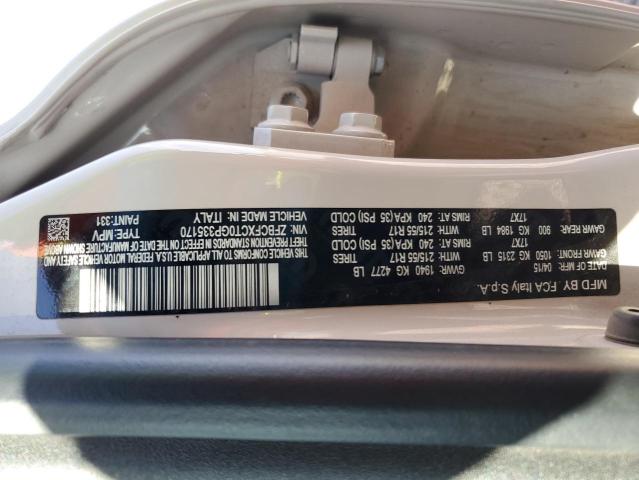 MFD BY FCA Italy S.p.A.
DATE OF MFR: 04/15 GVWR: 1940 KG 4277 LB
GAWR FRONT: 1050 KG 2315 LB WITH: 215/55 R17 TIRES
17X7 RIMS AT: 240 KPA (35 PSI) COLD
GAWR REAR: 900 KG 1984 LB WITH: 215/55 R17 TIRES
17X7 RIMS AT: 240 KPA (35 PSI) COLD
THIS VEHICLE CONFORMS TO ALL APPLICABLE U.S.A. FEDERAL MOTOR VEHICLE SAFETY AND
THEFT PREVENTION STANDARDS IN EFFECT ON THE DATE OF MANUFACTURE SHOWN ABOVE
VIN: ZFBCFXCT0GP335170 TYPE: MPV
VEHICLE MADE IN: ITALY PAINT: 331